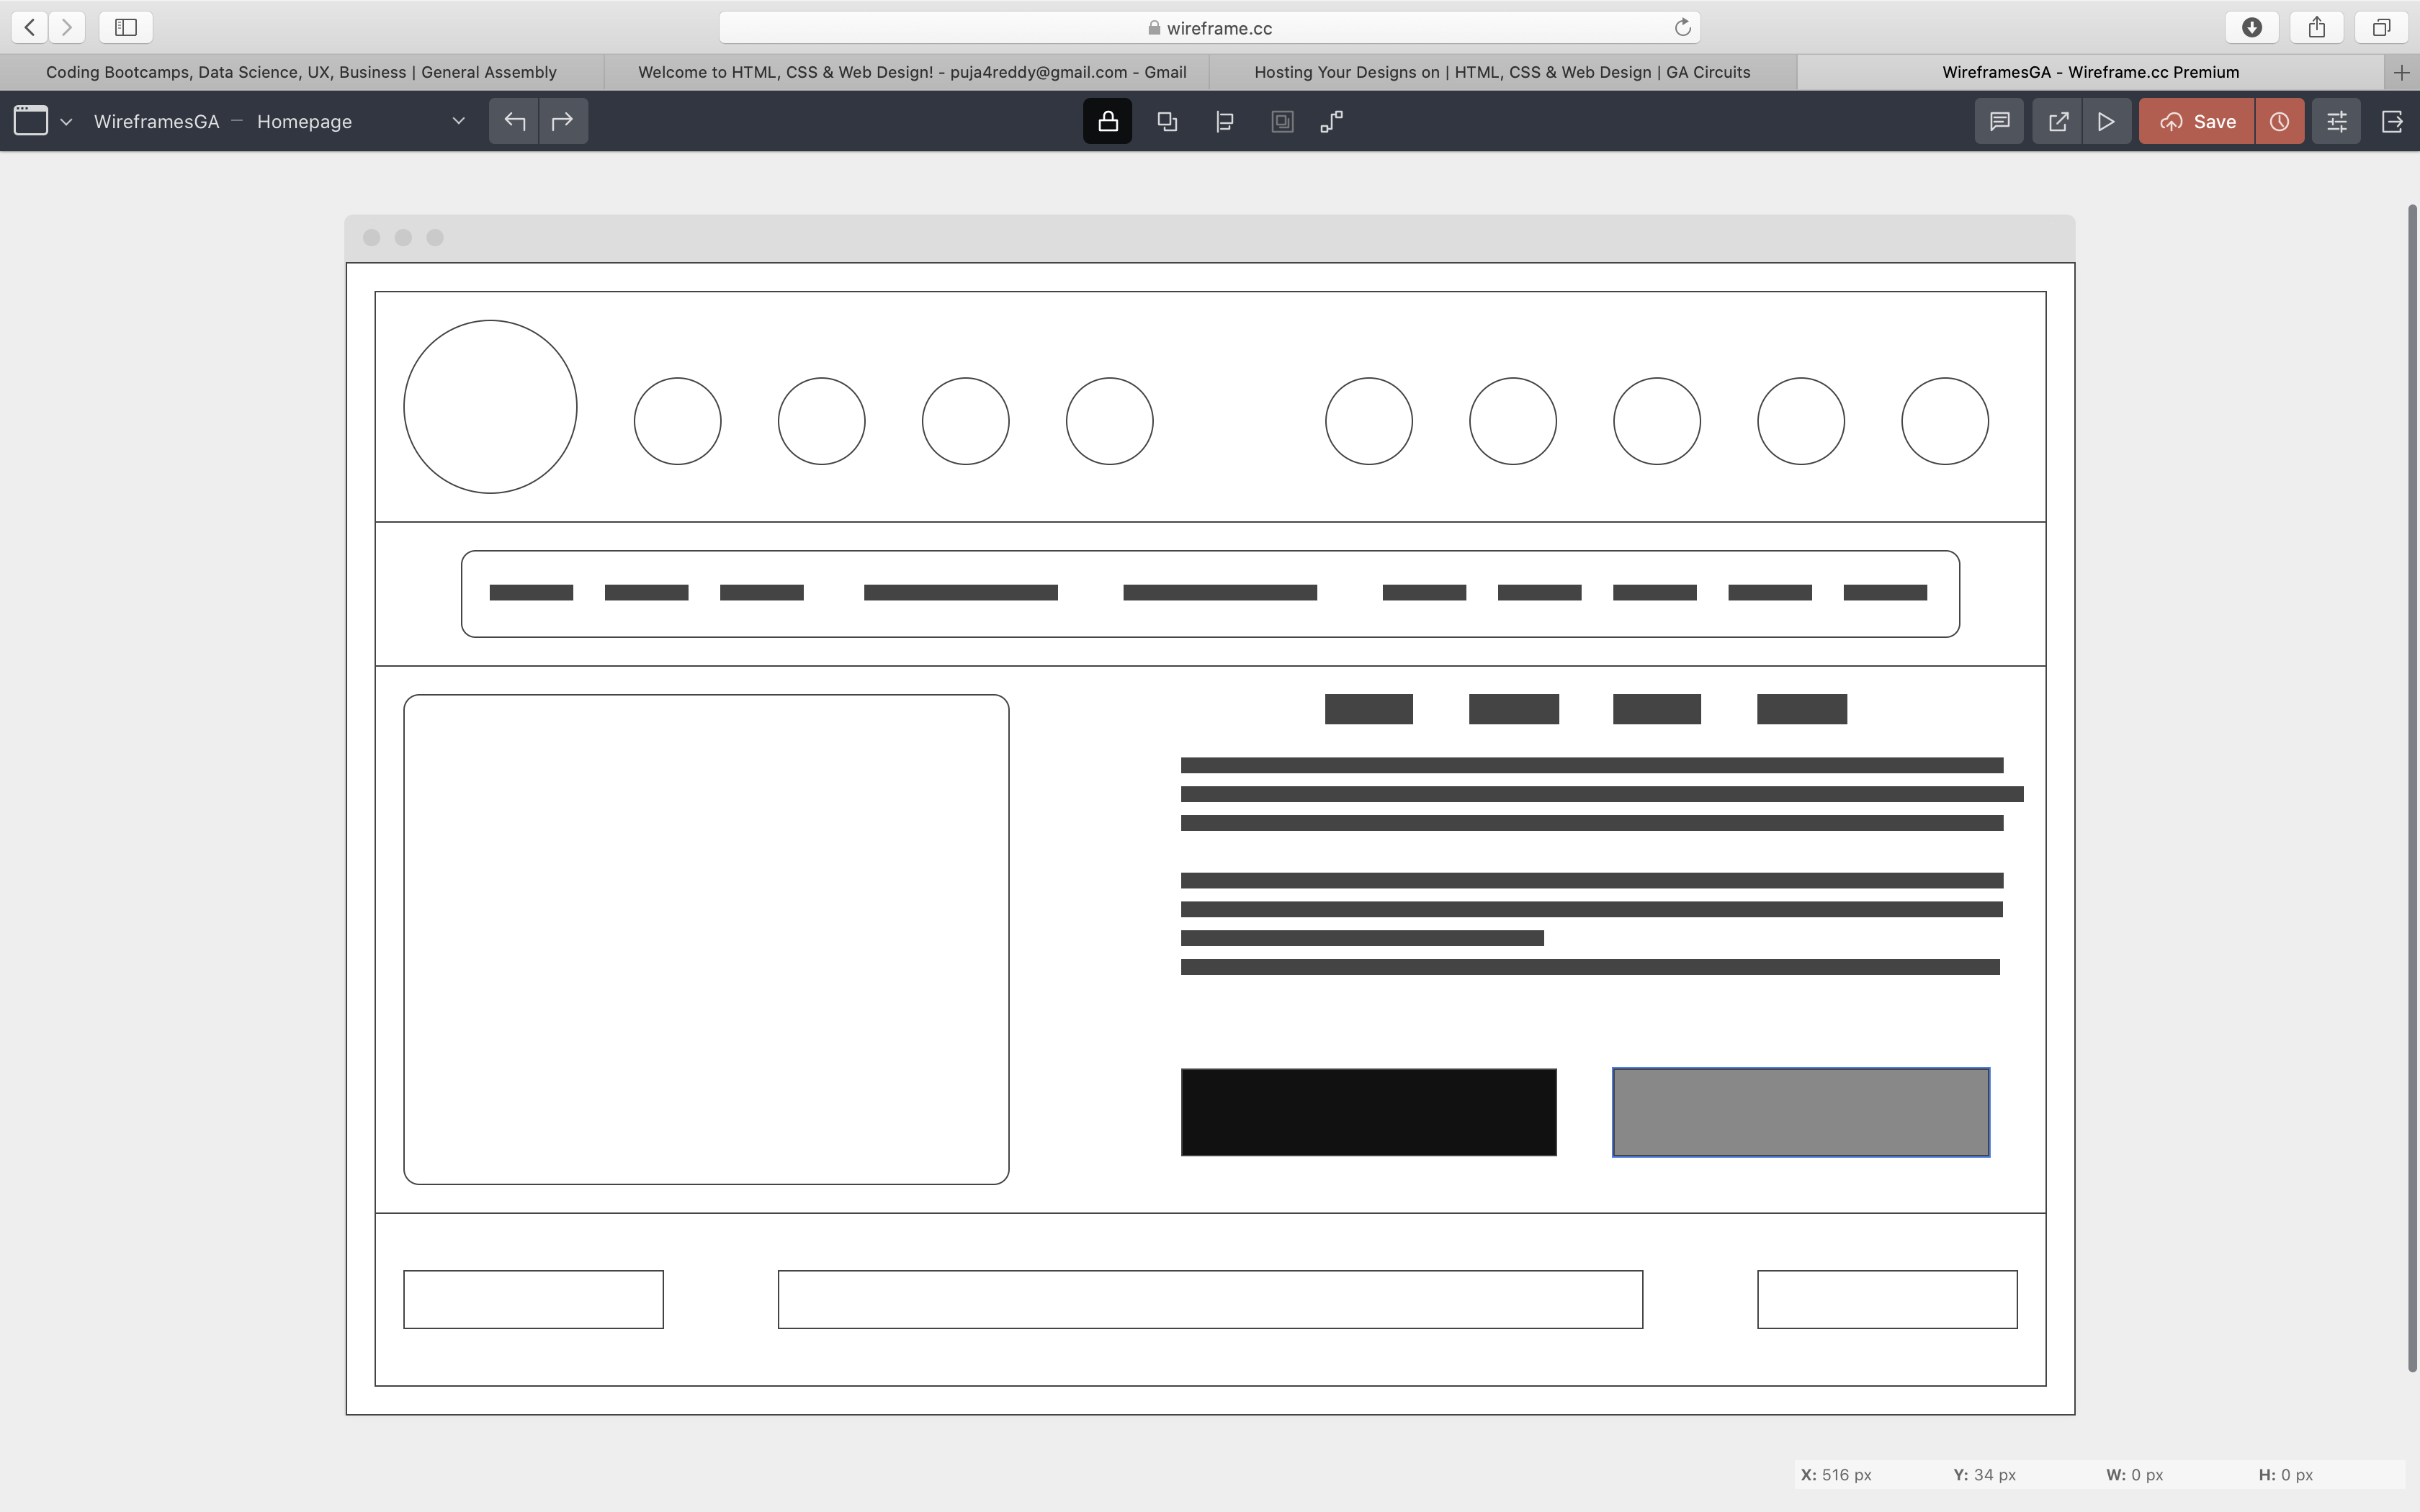 wireframe.cc
Coding Bootcamps, Data Science, UX, Business | General Assembly
Welcome to HTML, CSS & Web Design! - puja4reddy@gmail.com - Gmail
Hosting Your Designs on | HTML, CSS & Web Design | GA Circuits
WireframesGA - Wireframe.cc Premium
WireframesGA — Homepage
Save
X: 516 px Y: 34 px W: 0 px H: 0 px